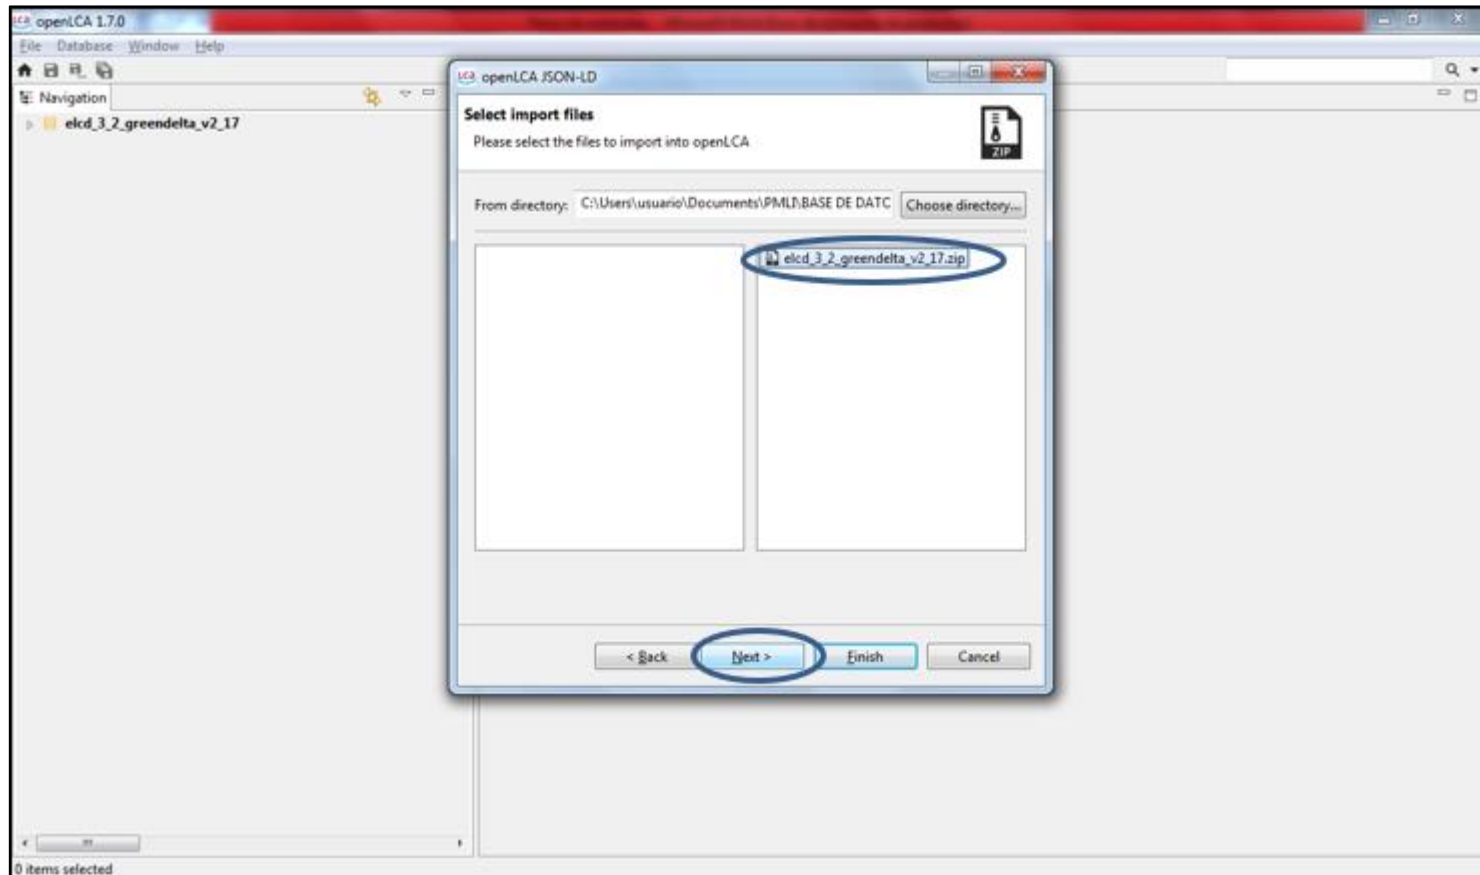 LCA openLCA 1.7.0
File Database Window Help
Navigation
elcd_3_2_greendelta_v2_17
LCA openLCA JSON-LD
Select import files
Please select the files to import into openLCA
ZIP
From directory: C:\Users\usuario\Documents\PMLI\BASE DE DATC Choose directory...
elcd_3_2_greendelta_v2_17.zip
< Back Next > Finish Cancel
0 items selected